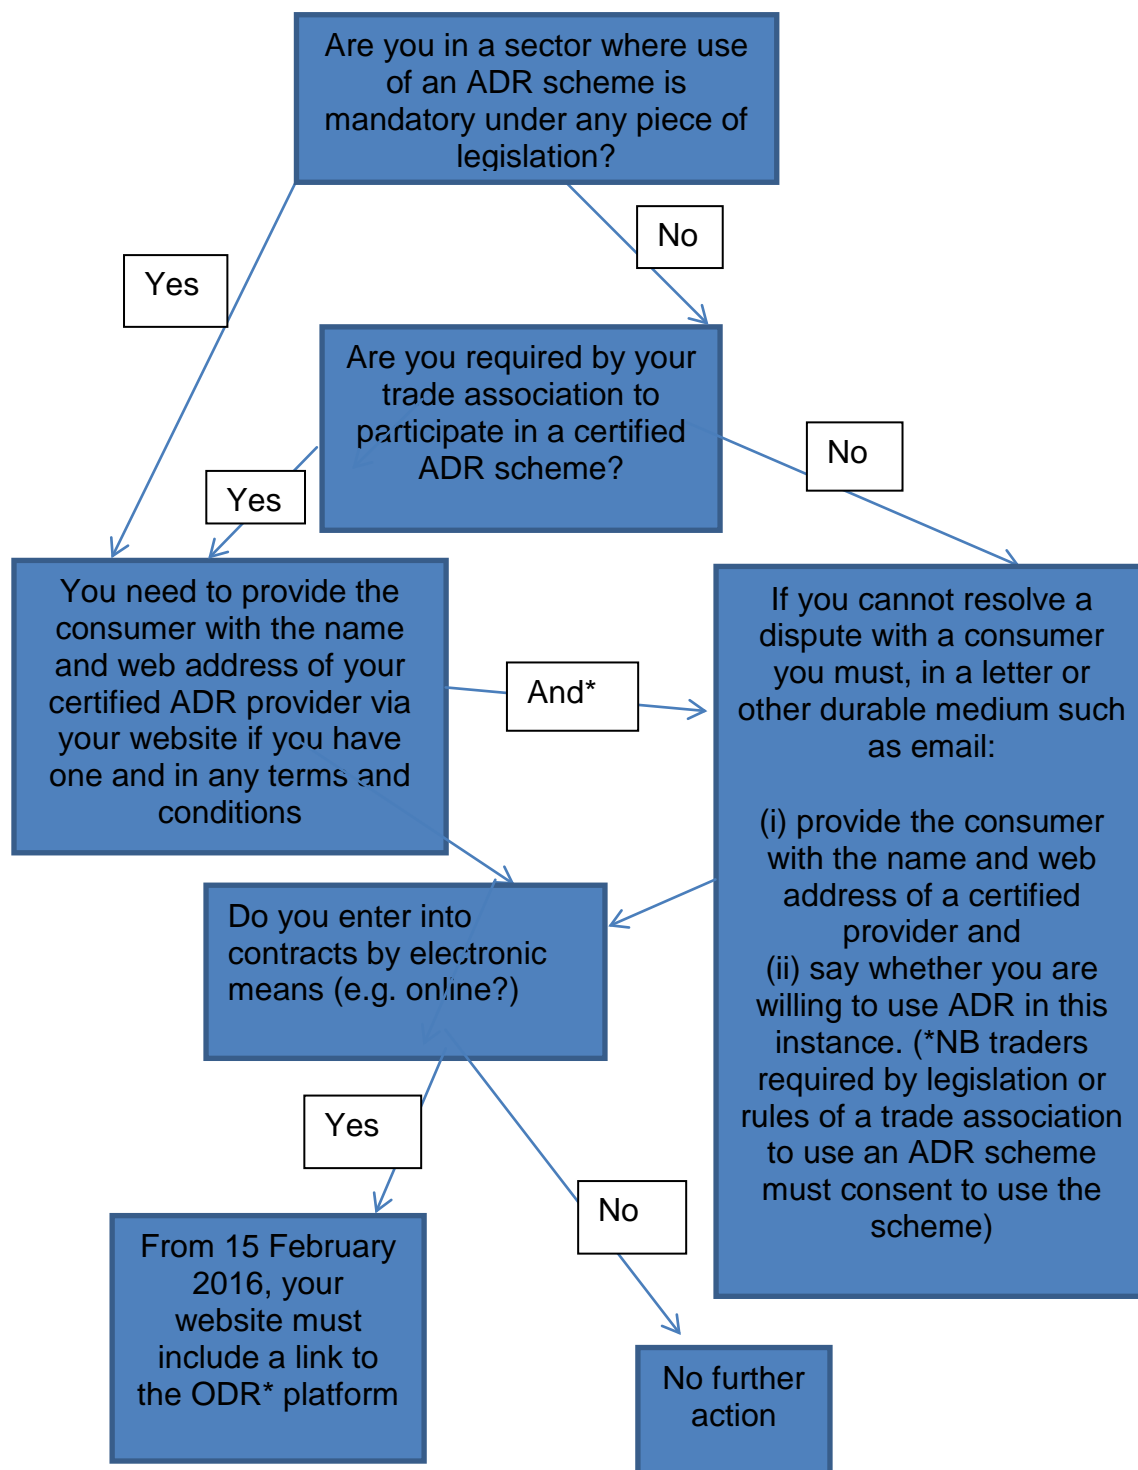 Are you in a sector where use
of an ADR scheme is
mandatory under any piece of
legislation?
No
Yes
Are you required by your
trade association to
participate in a certified
ADR scheme?
No
Yes
You need to provide the
consumer with the name
and web address of your
certified ADR provider via
your website if you have
one and in any terms and
conditions
And*
If you cannot resolve a
dispute with a consumer
you must, in a letter or
other durable medium such
as email:
(i) provide the consumer
with the name and web
address of a certified
provider and
(ii) say whether you are
willing to use ADR in this
instance. (*NB traders
required by legislation or
rules of a trade association
to use an ADR scheme
must consent to use the
scheme)
Do you enter into
contracts by electronic
means (e.g. online?)
Yes
No
From 15 February
2016, your
website must
include a link to
the ODR* platform
No further
action